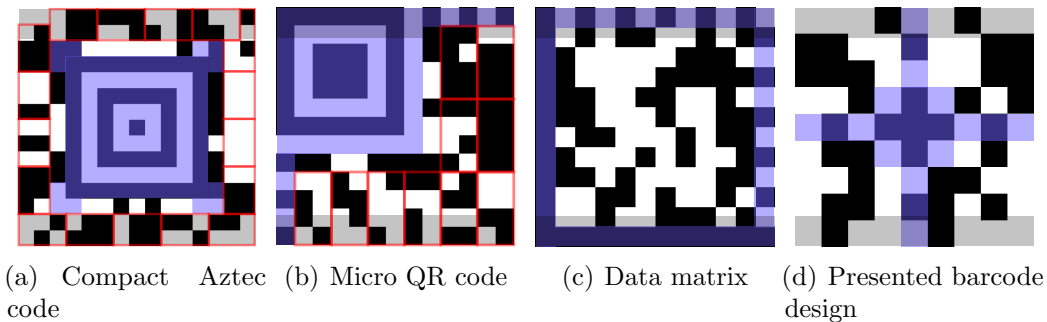 (a) Compact Aztec code
(b) Micro QR code
(c) Data matrix
(d) Presented barcode design